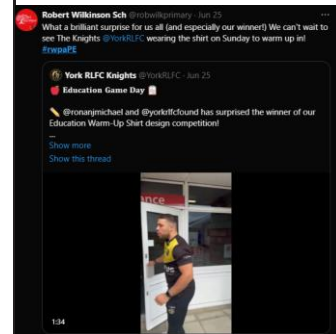 Robert Wilkinson Sch @robwilkprimary · Jun 25
What a brilliant surprise for us all (and especially our winner!) We can't wait to
see The Knights @YorkRLFC wearing the shirt on Sunday to warm up in!
#rwpaPE
York RLFC Knights @YorkRLFC · Jun 25
🍎 Education Game Day 📋
✏️ @ronanjmichael and @yorkrlfcfound has surprised the winner of our
Education Warm-Up Shirt design competition!
...
Show more
Show this thread
ance
1:34